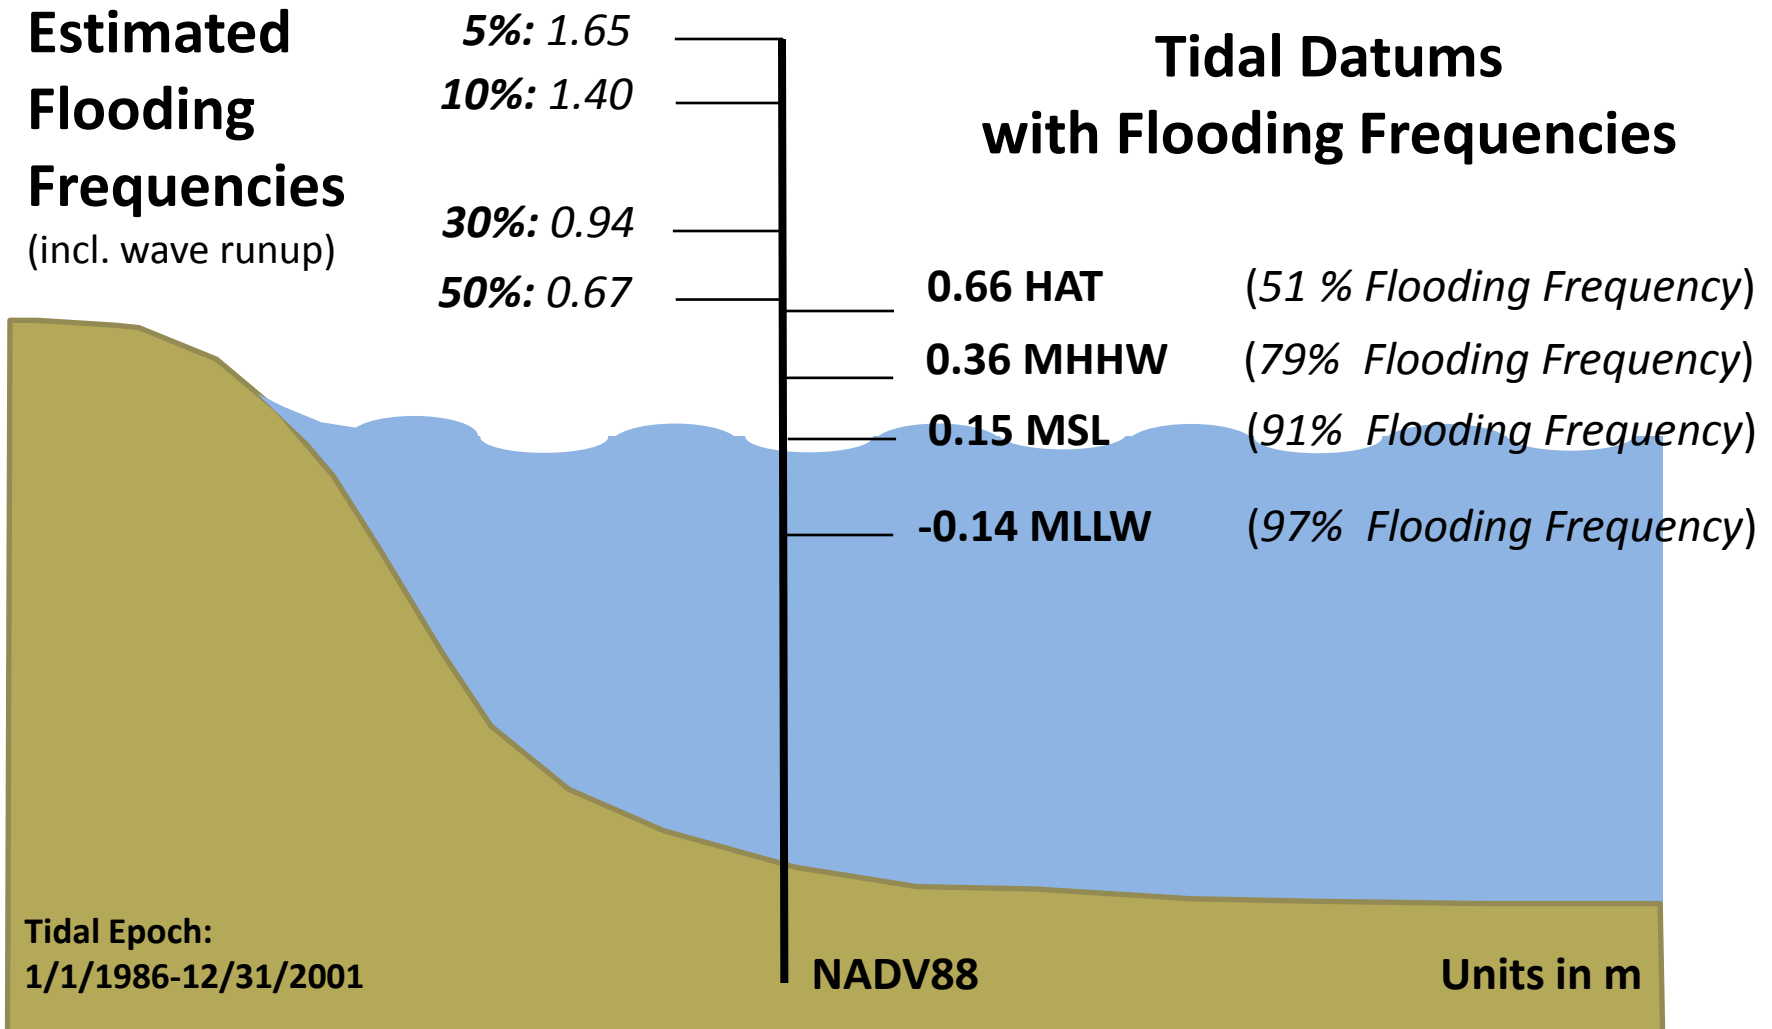 Estimated
Flooding
Frequencies
(incl. wave runup)
5%: 1.65
10%: 1.40
30%: 0.94
50%: 0.67
Tidal Datums
with Flooding Frequencies
0.66 HAT (51 % Flooding Frequency)
0.36 MHHW (79% Flooding Frequency)
0.15 MSL (91% Flooding Frequency)
-0.14 MLLW (97% Flooding Frequency)
Tidal Epoch:
1/1/1986-12/31/2001
NADV88
Units in m